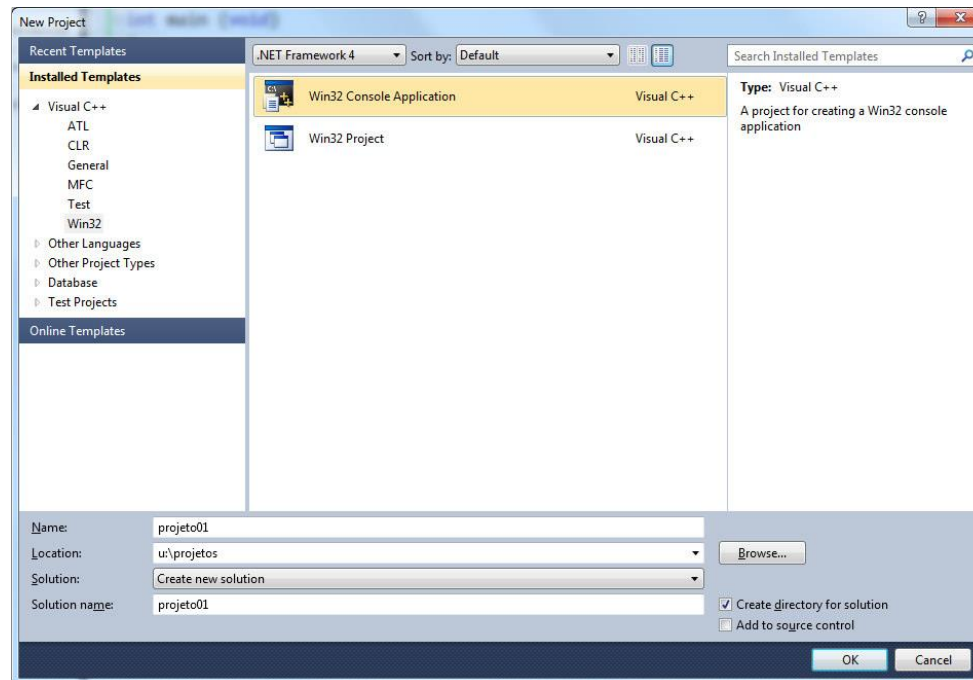 New Project
int main (void)
Recent Templates
.NET Framework 4
Sort by: Default
Search Installed Templates
Installed Templates
Visual C++
ATL
CLR
General
MFC
Test
Win32
Other Languages
Other Project Types
Database
Test Projects
Online Templates
Win32 Console Application Visual C++
Win32 Project Visual C++
Type: Visual C++
A project for creating a Win32 console
application
Name: projeto01
Location: u:\projetos
Browse...
Solution: Create new solution
Solution name: projeto01
Create directory for solution
Add to source control
OK Cancel